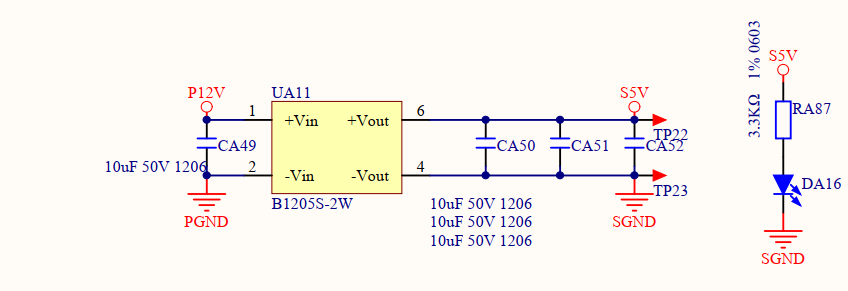 P12V
UA11
S5V
1
+Vin
+Vout
6
TP22
CA49
CA50
CA51
CA52
10uF 50V 1206
2
-Vin
-Vout
4
TP23
PGND
B1205S-2W
10uF 50V 1206
10uF 50V 1206
10uF 50V 1206
SGND
3.3KΩ 1% 0603
S5V
RA87
DA16
SGND